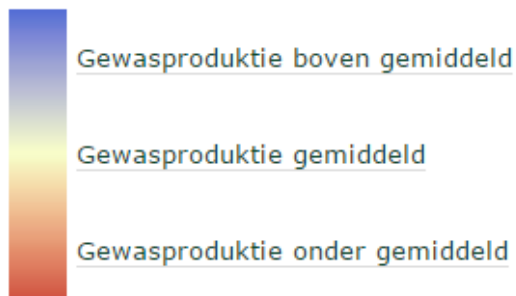 Gewasproduktie boven gemiddeld
Gewasproduktie gemiddeld
Gewasproduktie onder gemiddeld